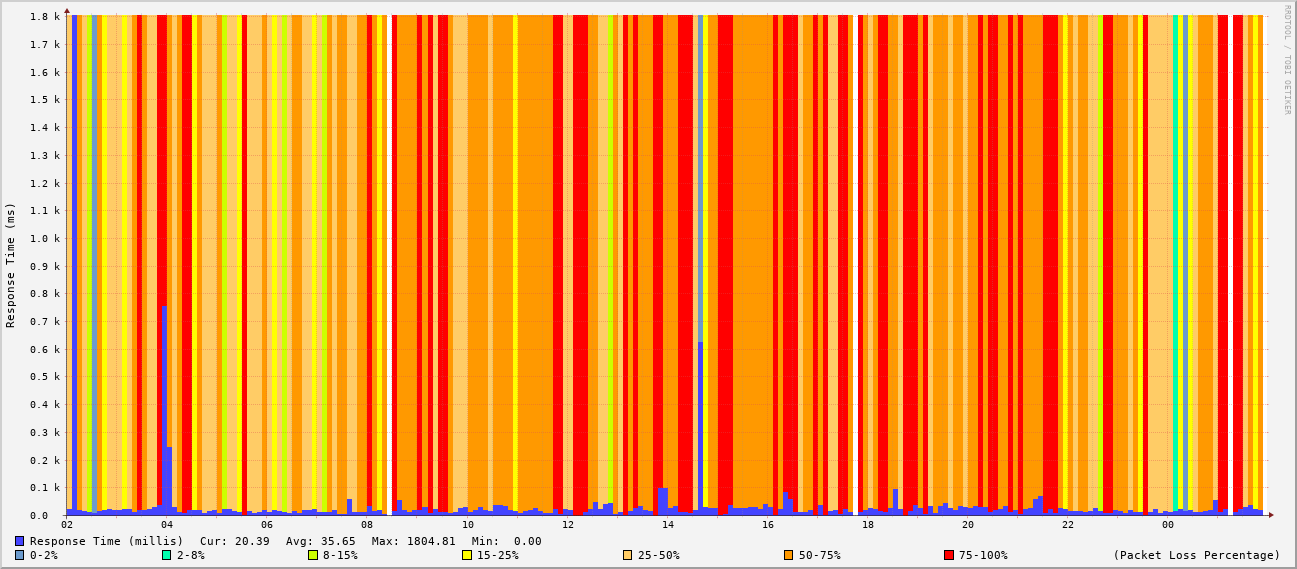 RRDTOOL / TOBI OETIKER
Response Time (ms)
1.8 k
1.7 k
1.6 k
1.5 k
1.4 k
1.3 k
1.2 k
1.1 k
1.0 k
0.9 k
0.8 k
0.7 k
0.6 k
0.5 k
0.4 k
0.3 k
0.2 k
0.1 k
0.0
02 04 06 08 10 12 14 16 18 20 22 00
Response Time (millis) Cur: 20.39 Avg: 35.65 Max: 1804.81 Min: 0.00
0-2% 2-8% 8-15% 15-25% 25-50% 50-75% 75-100% (Packet Loss Percentage)